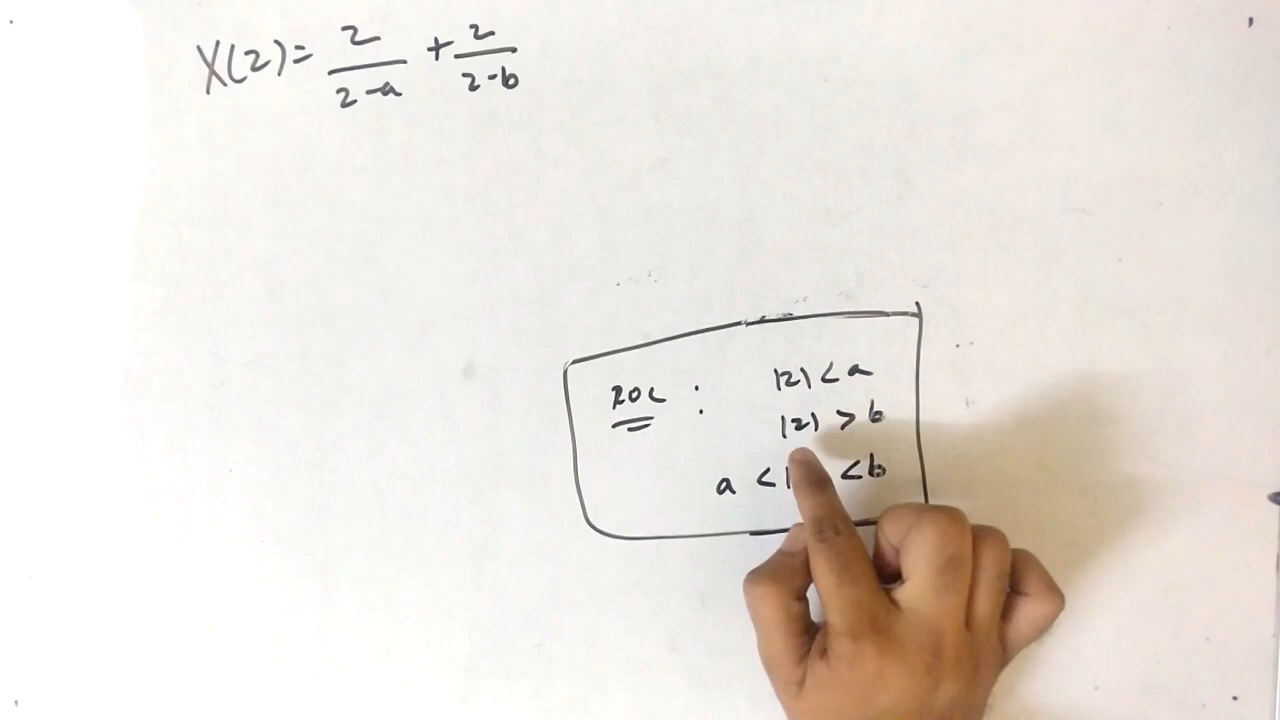 X(z) = z/(z-a) + z/(z-b)
ROC : |z| < a
|z| > b
a < | < b